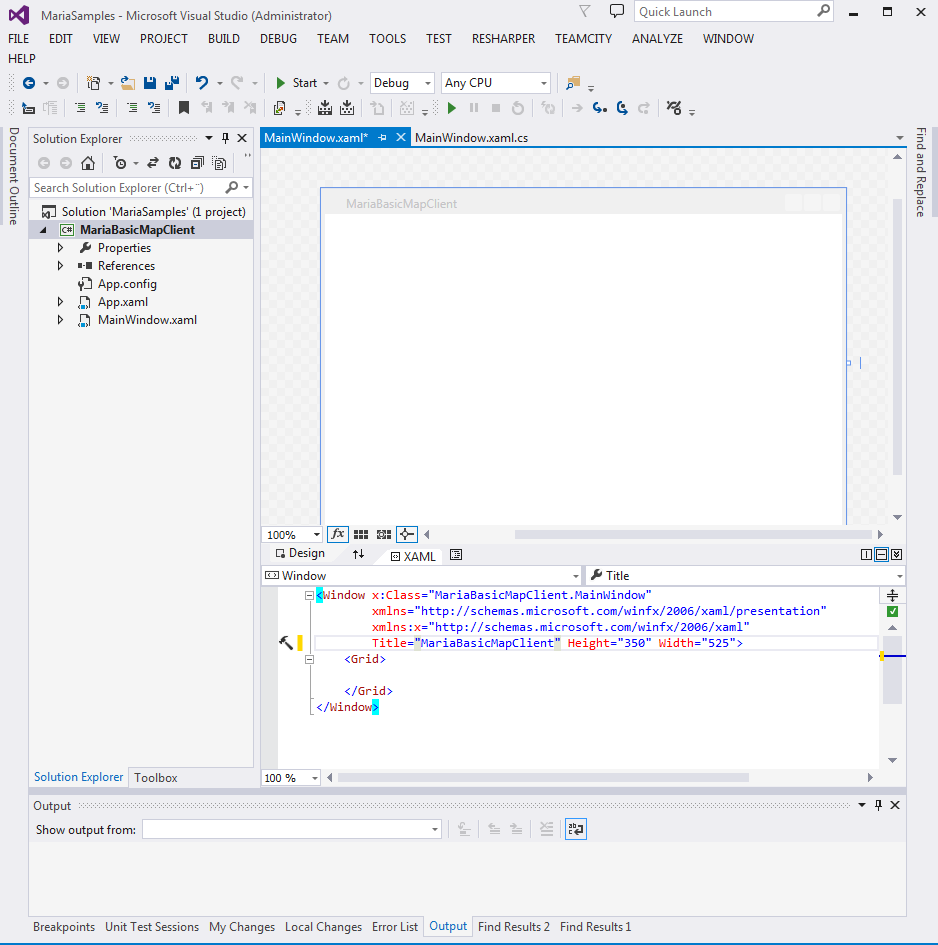 MariaSamples - Microsoft Visual Studio (Administrator)
Quick Launch
FILE EDIT VIEW PROJECT BUILD DEBUG TEAM TOOLS TEST RESHARPER TEAMCITY ANALYZE WINDOW
HELP
Start Debug Any CPU
Document Outline
Solution Explorer
Search Solution Explorer (Ctrl+¨)
Solution 'MariaSamples' (1 project)
C# MariaBasicMapClient
Properties
References
App.config
App.xaml
MainWindow.xaml
Solution Explorer Toolbox
MainWindow.xaml* MainWindow.xaml.cs
MariaBasicMapClient
100% fx
Design XAML
Window Title
<Window x:Class="MariaBasicMapClient.MainWindow"
xmlns="http://schemas.microsoft.com/winfx/2006/xaml/presentation"
xmlns:x="http://schemas.microsoft.com/winfx/2006/xaml"
Title="MariaBasicMapClient" Height="350" Width="525">
<Grid>
</Grid>
</Window>
100 %
Find and Replace
Output
Show output from:
Breakpoints Unit Test Sessions My Changes Local Changes Error List Output Find Results 2 Find Results 1